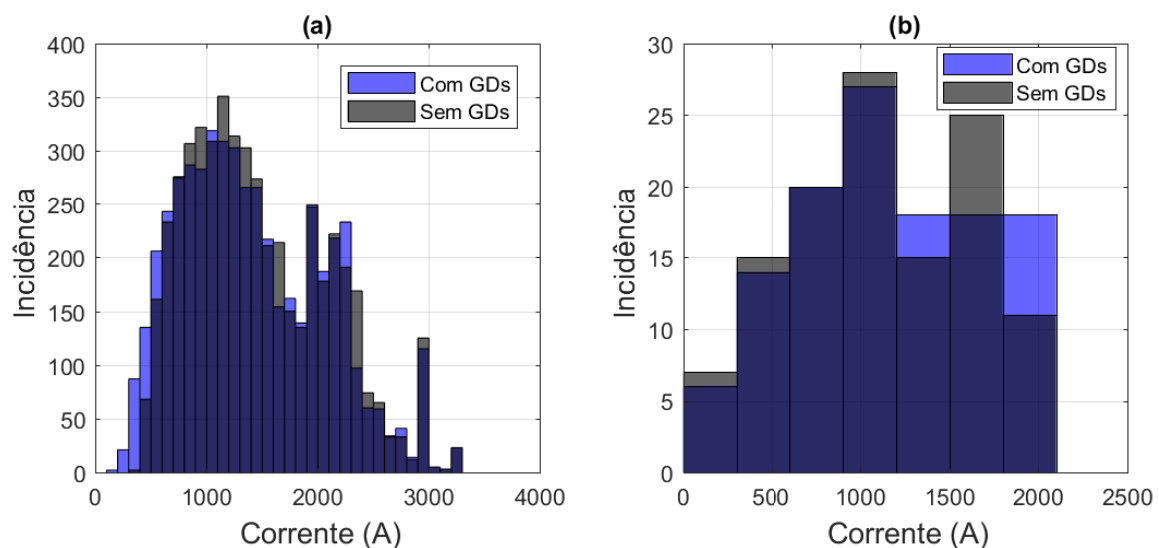 (a)
400
350
300
250
200
150
100
50
0
Incidência
0 1000 2000 3000 4000
Corrente (A)
Com GDs
Sem GDs
(b)
30
25
20
15
10
5
0
Incidência
0 500 1000 1500 2000 2500
Corrente (A)
Com GDs
Sem GDs